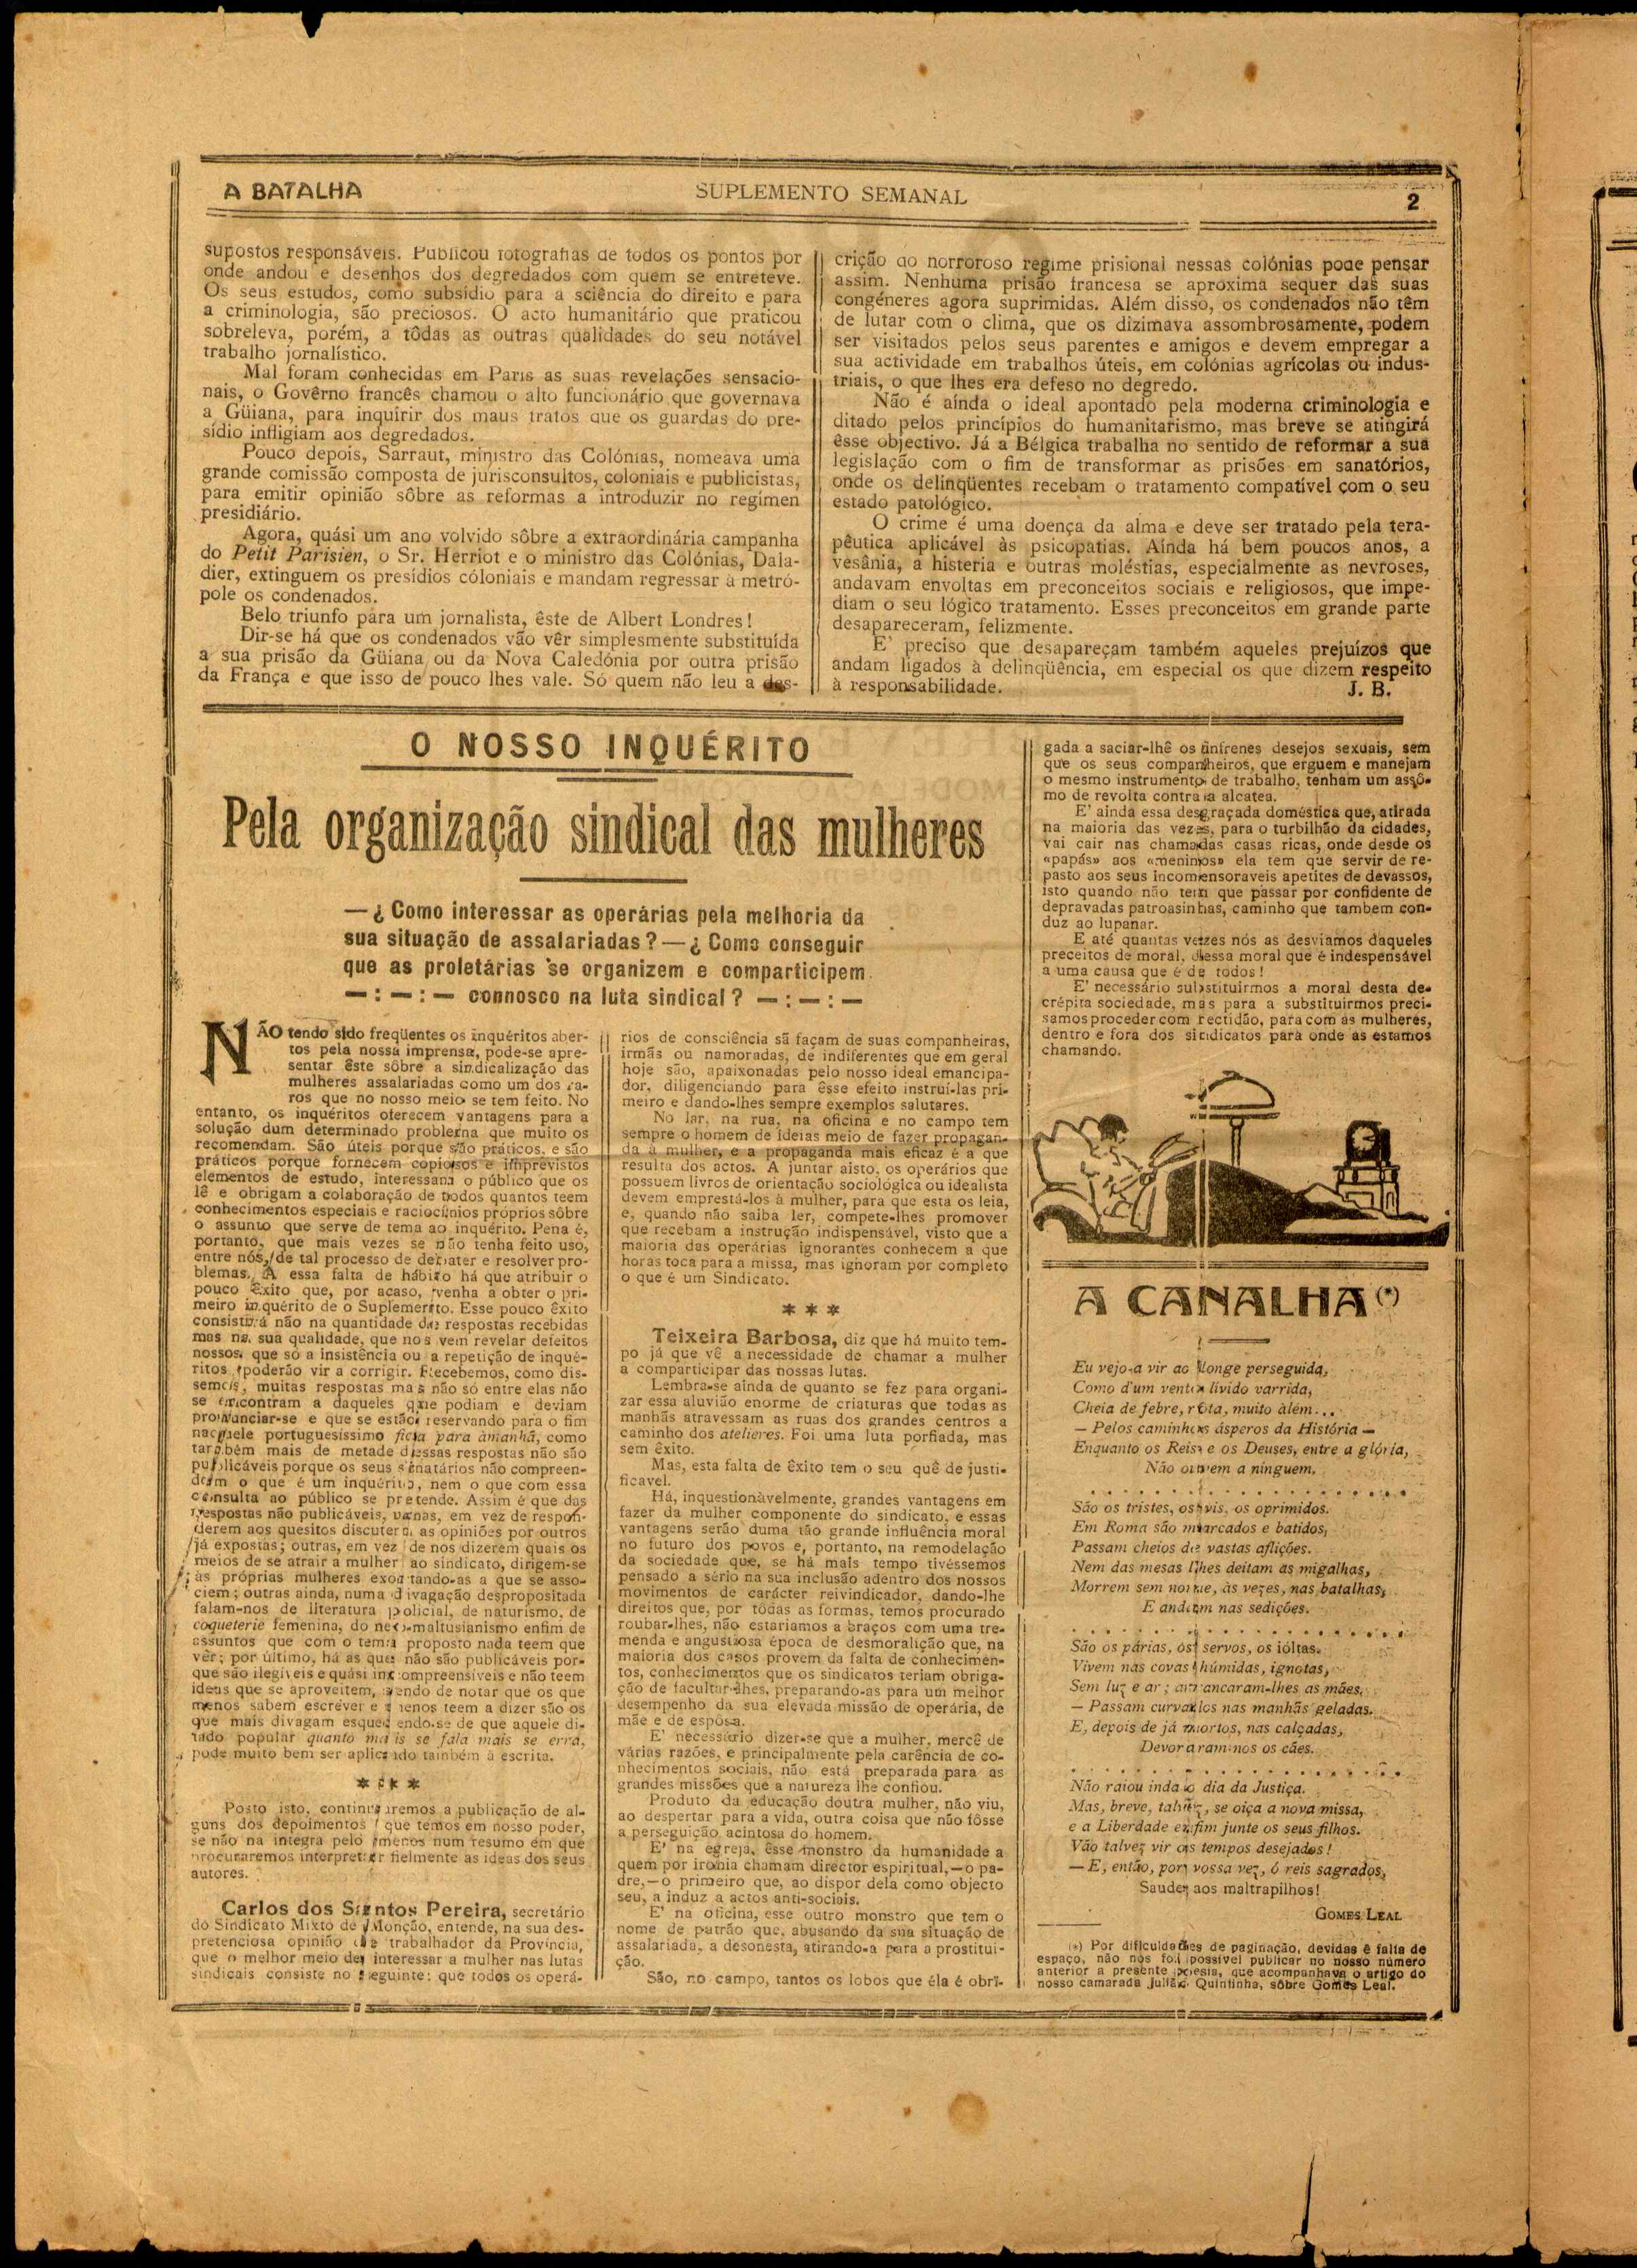 A BATALHA
SUPLEMENTO SEMANAL
2
supostos responsáveis. Publicou fotografias de todos os pontos por
onde andou e desenhos dos degredados com quem se entreteve.
Os seus estudos, como subsídio para a sciência do direito e para
a criminologia, são preciosos. O acto humanitário que praticou
sobreleva, porém, a tôdas as outras qualidades do seu notável
trabalho jornalístico.
Mal foram conhecidas em Paris as suas revelações sensacio-
nais, o Govêrno francês chamou o alto funcionário que governava
a Güiana, para inquírir dos maus tratos que os guardas do pre-
sídio infligiam aos degredados.
Pouco depois, Sarraut, ministro das Colónias, nomeava uma
grande comissão composta de jurisconsultos, coloniais e publicistas,
para emitir opinião sôbre as reformas a introduzir no regimen
presidiário.
Agora, quási um ano volvido sôbre a extraordinária campanha
do Petit Parisien, o Sr. Herriot e o ministro das Colónias, Dala-
dier, extinguem os presídios cóloniais e mandam regressar à metró-
pole os condenados.
Belo triunfo para um jornalista, êste de Albert Londres!
Dir-se há que os condenados vão vêr simplesmente substituída
a sua prisão da Güiana ou da Nova Caledónia por outra prisão
da França e que isso de pouco lhes vale. Só quem não leu a des-
crição do horroroso regime prisional nessas colónias pode pensar
assim. Nenhuma prisão francesa se aproxima sequer das suas
congéneres agora suprimidas. Além disso, os condenados não têm
de lutar com o clima, que os dizimava assombrosamente, podem
ser visitados pelos seus parentes e amigos e devem empregar a
sua actividade em trabalhos úteis, em colónias agrícolas ou indus-
triais, o que lhes era defeso no degredo.
Não é aínda o ideal apontado pela moderna criminologia e
ditado pelos princípios do humanitarismo, mas breve se atingirá
êsse objectivo. Já a Bélgica trabalha no sentido de reformar a sua
legislação com o fim de transformar as prisões em sanatórios,
onde os delinqüentes recebam o tratamento compatível com o seu
estado patológico.
O crime é uma doença da alma e deve ser tratado pela tera-
pêutica aplicável às psicopatias. Aínda há bem poucos anos, a
vesânia, a histeria e outras moléstias, especialmente as nevroses,
andavam envoltas em preconceitos sociais e religiosos, que impe-
diam o seu lógico tratamento. Esses preconceitos em grande parte
desapareceram, felizmente.
E' preciso que desapareçam também aqueles prejuízos que
andam ligados à delinqüência, em especial os que dizem respeito
à responsabilidade.
J. B.
O NOSSO INQUÉRITO
Pela organização sindical das mulheres
—¿Como interessar as operárias pela melhoria da
sua situação de assalariadas?—¿Como conseguir
que as proletárias se organizem e comparticipem
—:—:— connosco na luta sindical? —:—:—
NÃO tendo sido freqüentes os inquéritos aber-
tos pela nossa imprensa, pode-se apre-
sentar êste sôbre a sindicalização das
mulheres assalariadas como um dos ra-
ros que no nosso meio se tem feito. No
entanto, os inquéritos oferecem vantagens para a
solução dum determinado problema que muito os
recomendam. São úteis porque são práticos, e são
práticos porque fornecem copiosos e imprevistos
elementos de estudo, interessam o público que os
lê e obrigam a colaboração de todos quantos teem
conhecimentos especiais e raciocínios próprios sôbre
o assunto que serve de tema ao inquérito. Pena é,
portanto, que mais vezes se não tenha feito uso,
entre nós, de tal processo de debater e resolver pro-
blemas. A essa falta de hábito há que atribuir o
pouco êxito que, por acaso, venha a obter o pri-
meiro inquérito de o Suplemento. Esse pouco êxito
consistirá não na quantidade das respostas recebidas
mas na sua qualidade, que nos vem revelar defeitos
nossos que só a insistência ou a repetição de inqué-
ritos poderão vir a corrigir. Recebemos, como dis-
semos, muitas respostas mas não só entre elas não
se encontram a daqueles que podiam e deviam
pronunciar-se e que se estão reservando para o fim
naquele portuguesíssimo fica para àmanhã, como
também mais de metade dessas respostas não são
publicáveis porque os seus sinatários não compreen-
dem o que é um inquérito, nem o que com essa
consulta ao público se pretende. Assim é que das
respostas não publicáveis, várias, em vez de respon-
derem aos quesitos discutem as opiniões por outros
já expostas; outras, em vez de nos dizerem quais os
meios de se atrair a mulher ao sindicato, dirigem-se
às próprias mulheres exortando-as a que se asso-
ciem; outras ainda, numa divagação despropositada
falam-nos de literatura policial, de naturismo, de
coqueterie femenina, do neo-maltusianismo enfim de
assuntos que com o tema proposto nada teem que
vêr; por último, há as que não são publicáveis por-
que são ilegíveis e quási incompreensíveis e não teem
ideas que se aproveitem, sendo de notar que os que
menos sabem escrever e menos teem a dizer são os
que mais divagam esquecendo-se de que aquele di-
tado popular quanto mais se fala mais se erra,
pode muito bem ser aplicado também à escrita.
* * *
Posto isto, continuaremos a publicação de al-
guns dos depoimentos que temos em nosso poder,
se não na íntegra pelo menos num resumo em que
procuraremos interpretar fielmente as ideas dos seus
autores.
Carlos dos Santos Pereira, secretário
do Sindicato Mixto de Monção, entende, na sua des-
pretenciosa opinião de trabalhador da Província,
que o melhor meio de interessar a mulher nas lutas
sindicais consiste no seguinte: que todos os operá-
rios de consciência sã façam de suas companheiras,
irmãs ou namoradas, de indiferentes que em geral
hoje são, apaixonadas pelo nosso ideal emancipa-
dor, diligenciando para êsse efeito instruí-las pri-
meiro e dando-lhes sempre exemplos salutares.
No lar, na rua, na oficina e no campo tem
sempre o homem de ideias meio de fazer propagan-
da à mulher, e a propaganda mais eficaz é a que
resulta dos actos. A juntar aisto, os operários que
possuem livros de orientação sociológica ou idealista
devem emprestá-los à mulher, para que esta os leia,
e, quando não saiba ler, compete-lhes promover
que recebam a instrução indispensável, visto que a
maioria das operárias ignorantes conhecem a que
horas toca para a missa, mas ignoram por completo
o que é um Sindicato.
* * *
Teixeira Barbosa, diz que há muito tem-
po já que vê a necessidade de chamar a mulher
a comparticipar das nossas lutas.
Lembra-se ainda de quanto se fez para organi-
zar essa aluvião enorme de criaturas que todas as
manhãs atravessam as ruas dos grandes centros a
caminho dos atelieres. Foi uma luta porfiada, mas
sem êxito.
Mas, esta falta de êxito tem o seu quê de justi-
ficavel.
Há, inquestionàvelmente, grandes vantagens em
fazer da mulher componente do sindicato, e essas
vantagens serão duma tão grande influência moral
no futuro dos povos e, portanto, na remodelação
da sociedade que, se há mais tempo tivéssemos
pensado a sério na sua inclusão adentro dos nossos
movimentos de carácter reivindicador, dando-lhe
direitos que, por tôdas as formas, temos procurado
roubar-lhes, não estariamos a braços com uma tre-
menda e angustiosa época de desmoralição que, na
maioria dos casos provem da falta de conhecimen-
tos, conhecimentos que os sindicatos teriam obriga-
ção de facultar-lhes, preparando-as para um melhor
desempenho da sua elevada missão de operária, de
mãe e de espôsa.
E' necessário dizer-se que a mulher, mercê de
várias razões, e principalmente pela carência de co-
nhecimentos sociais, não está preparada para as
grandes missões que a natureza lhe confiou.
Produto da educação doutra mulher, não viu,
ao despertar para a vida, outra coisa que não fôsse
a perseguição acintosa do homem.
E' na egreja, êsse monstro da humanidade a
quem por ironia chamam director espiritual,—o pa-
dre,—o primeiro que, ao dispor dela como objecto
seu, a induz a actos anti-sociais.
E' na oficina, esse outro monstro que tem o
nome de patrão que, abusando da sua situação de
assalariada, a desonesta, atirando-a para a prostitui-
ção.
São, no campo, tantos os lobos que éla é obri-
gada a saciar-lhê os infrenes desejos sexuais, sem
que os seus companheiros, que erguem e manejam
o mesmo instrumento de trabalho, tenham um assô-
mo de revolta contra a alcatea.
E' ainda essa desgraçada doméstica que, atirada
na maioria das vezes, para o turbilhão da cidades,
vai cair nas chamadas casas ricas, onde desde os
«papás» aos «meninos» ela tem que servir de re-
pasto aos seus incomensoraveis apetites de devassos,
isto quando não tem que passar por confidente de
depravadas patroasinhas, caminho que tambem con-
duz ao lupanar.
E até quantas vezes nós as desviamos daqueles
preceitos de moral, dessa moral que é indespensável
a uma causa que é de todos!
E' necessário substituirmos a moral desta de-
crépita sociedade, mas para a substituirmos preci-
samos proceder com rectidão, para com as mulheres,
dentro e fora dos sindicatos para onde as estamos
chamando.
A CANALHA (*)
Eu vejo-a vir ao longe perseguida,
Como d'um vento lívido varrida,
Cheia de febre, rôta, muito àlém...
— Pelos caminhos ásperos da História —
Enquanto os Reis e os Deuses, entre a glória,
Não ouvem a ninguem.
. . . . . . . . . . . . . . . . . . . .
São os tristes, os vis, os oprimidos.
Em Roma são marcados e batidos,
Passam cheios de vastas aflições.
Nem das mesas lhes deitam as migalhas,
Morrem sem nome, às vezes, nas batalhas,
E andam nas sedições.
. . . . . . . . . . . . . . . . . . . .
São os párias, os servos, os ióltas.
Vivem nas covas húmidas, ignotas,
Sem luz e ar; arrancaram-lhes as mães.
— Passam curvados nas manhãs geladas.
E, depois de já mortos, nas calçadas,
Devoraram-nos os cães.
. . . . . . . . . . . . . . . . . . . .
Não raiou inda o dia da Justiça.
Mas, breve, talvez, se oiça a nova missa,
e a Liberdade enfim junte os seus filhos.
Vão talvez vir os tempos desejados!
— E, então, por vossa vez, ó reis sagrados,
Saudez aos maltrapilhos!
GOMES LEAL
(*) Por dificuldades de paginação, devidas é falta de
espaço, não nos foi possivel publicar no nosso número
anterior a presente poesia, que acompanhava o artigo do
nosso camarada Julião Quintinha, sôbre Gomes Leal.